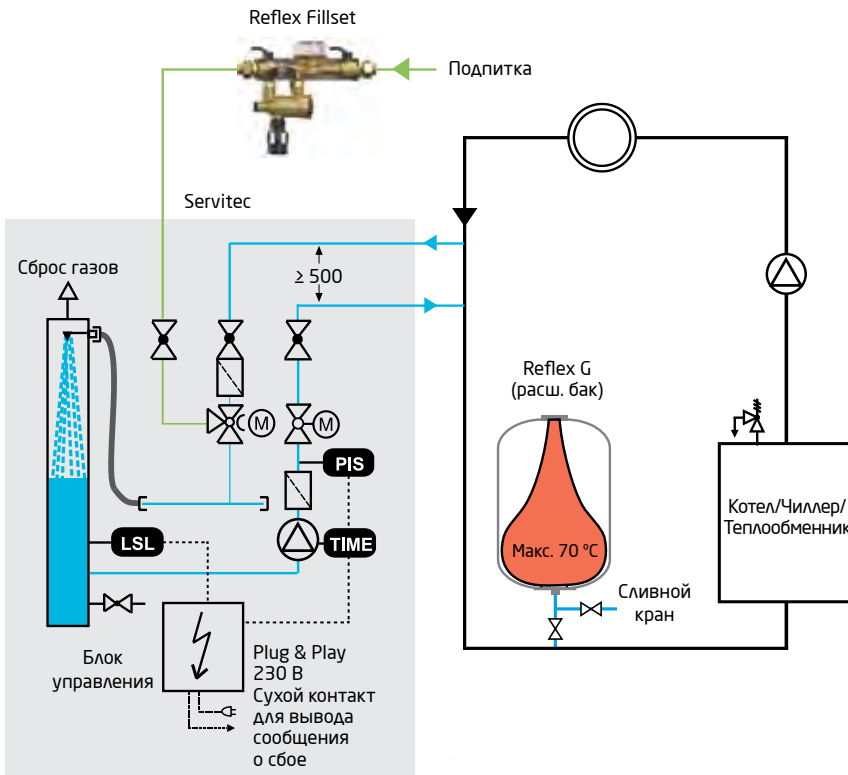 Reflex Fillset
Подпитка
Servitec
Сброс газов
≥ 500
M
M
PIS
LSL
TIME
Блок
управления
Plug & Play
230 В
Сухой контакт
для вывода
сообщения
о сбое
Reflex G
(расш. бак)
Макс. 70 °C
Сливной
кран
Котел/Чиллер/
Теплообменник